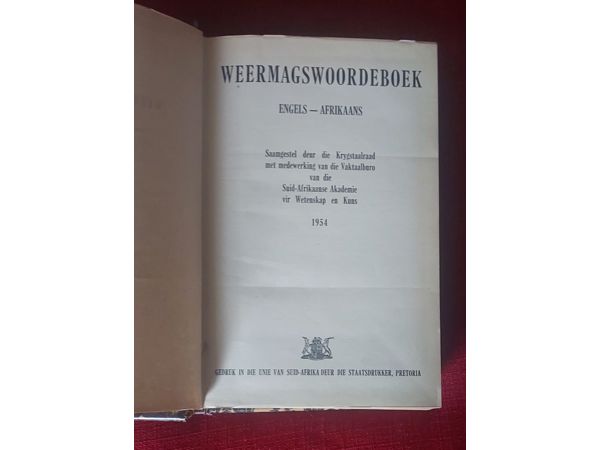 WEERMAGSWOORDEBOEK
ENGELS — AFRIKAANS
Saamgestel deur die Krygstaalraad
met medewerking van die Vaktaalburo
van die
Suid-Afrikaanse Akademie
vir Wetenskap en Kuns
1954
GEDRUK IN DIE UNIE VAN SUID-AFRIKA DEUR DIE STAATSDRUKKER, PRETORIA